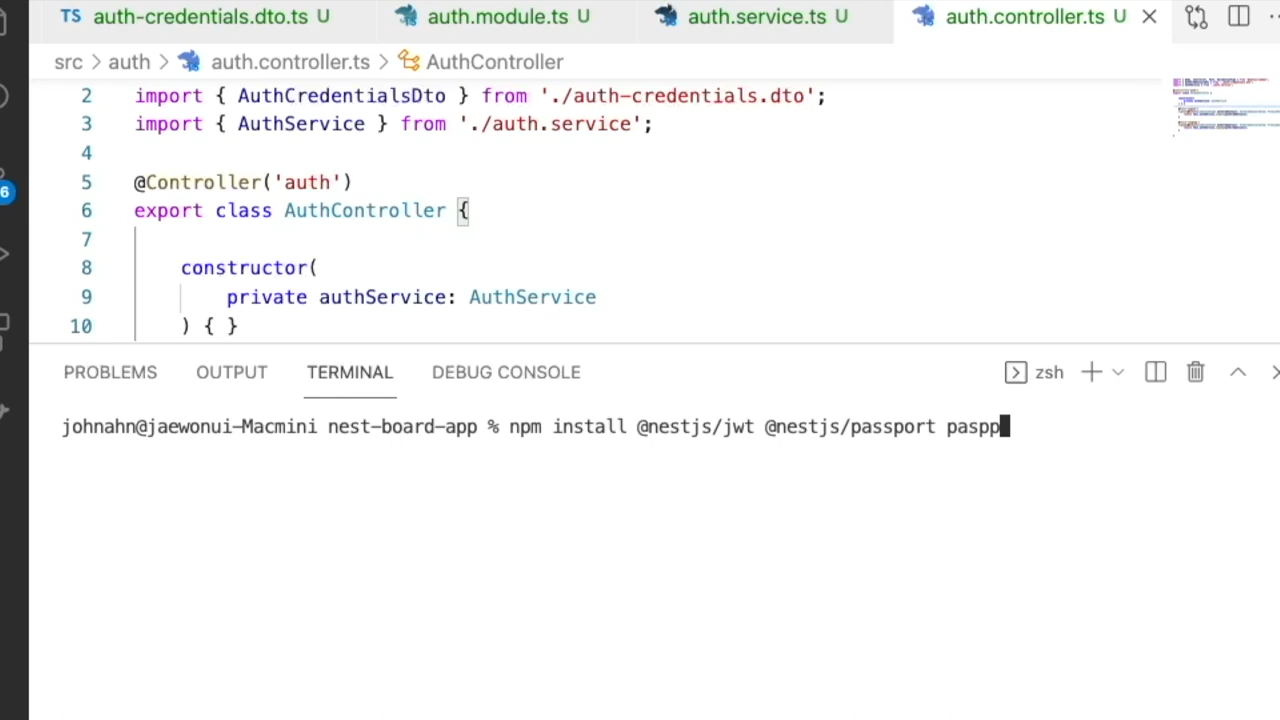 TS auth-credentials.dto.ts U auth.module.ts U auth.service.ts U auth.controller.ts U
src > auth > auth.controller.ts > AuthController
2 import { AuthCredentialsDto } from './auth-credentials.dto';
3 import { AuthService } from './auth.service';
4
5 @Controller('auth')
6 export class AuthController {
7
8 constructor(
9 private authService: AuthService
10 ) { }
6
PROBLEMS OUTPUT TERMINAL DEBUG CONSOLE zsh
johnahn@jaewonui-Macmini nest-board-app % npm install @nestjs/jwt @nestjs/passport paspp